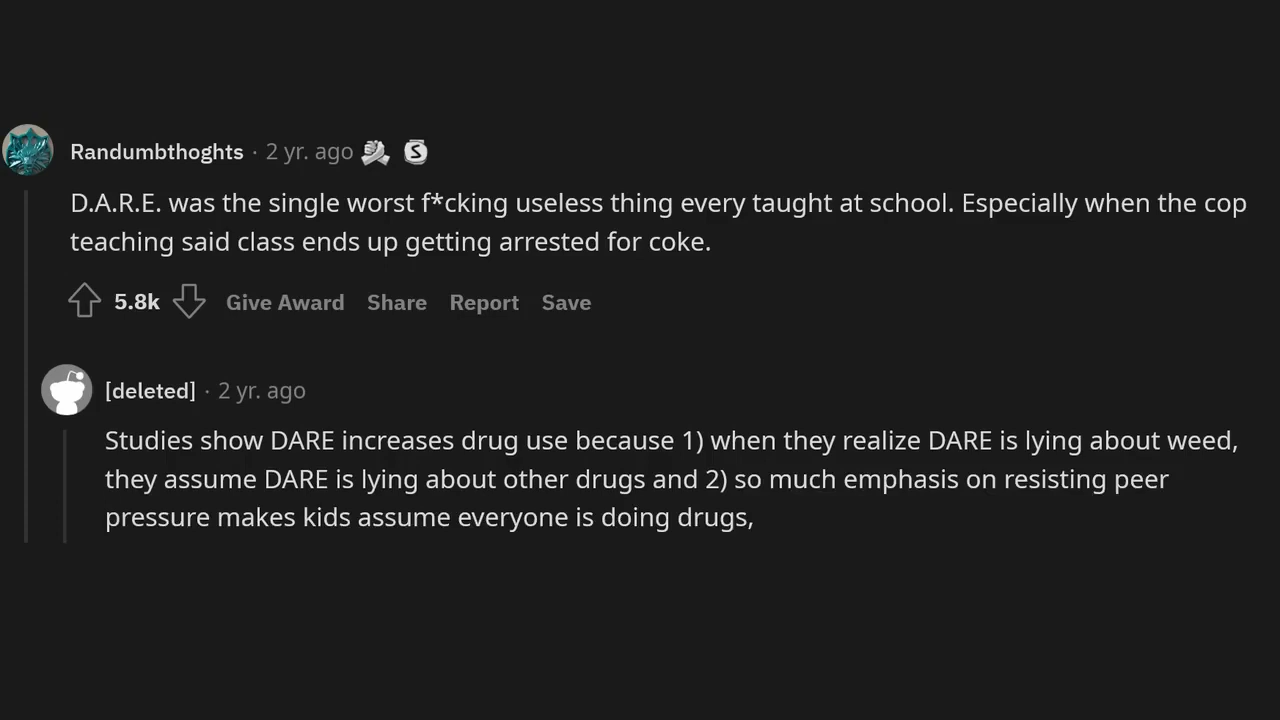 Randumbthoghts · 2 yr. ago
D.A.R.E. was the single worst f*cking useless thing every taught at school. Especially when the cop
teaching said class ends up getting arrested for coke.
5.8k Give Award Share Report Save
[deleted] · 2 yr. ago
Studies show DARE increases drug use because 1) when they realize DARE is lying about weed,
they assume DARE is lying about other drugs and 2) so much emphasis on resisting peer
pressure makes kids assume everyone is doing drugs,